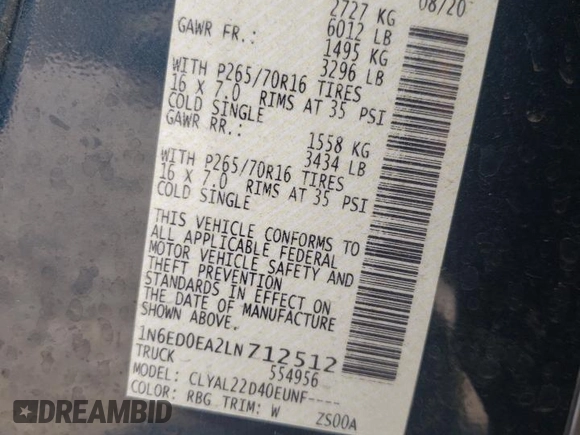 2727 KG
08/20
6012 LB
GAWR FR.:
1495 KG
3296 LB
WITH P265/70R16 TIRES
16 X 7.0 RIMS AT 35 PSI
COLD SINGLE
GAWR RR.:
1558 KG
3434 LB
WITH P265/70R16 TIRES
16 X 7.0 RIMS AT 35 PSI
COLD SINGLE
THIS VEHICLE CONFORMS TO
ALL APPLICABLE FEDERAL
MOTOR VEHICLE SAFETY AND
THEFT PREVENTION
STANDARDS IN EFFECT ON
THE DATE OF MANUFACTURE
SHOWN ABOVE.
1N6ED0EA2LN712512
TRUCK 554956
MODEL: CLYAL22D40EUNF----
COLOR: RBG TRIM: W ZS00A
DREAMBID